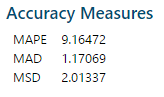 Accuracy Measures
MAPE 9.16472
MAD 1.17069
MSD 2.01337